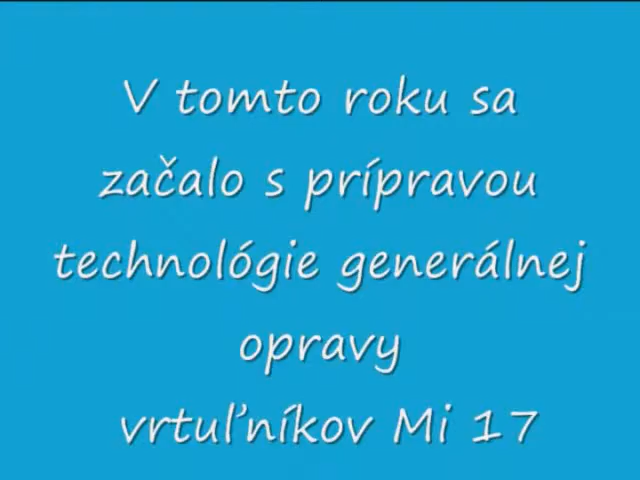 V tomto roku sa
začalo s prípravou
technológie generálnej
opravy
vrtuľníkov Mi 17